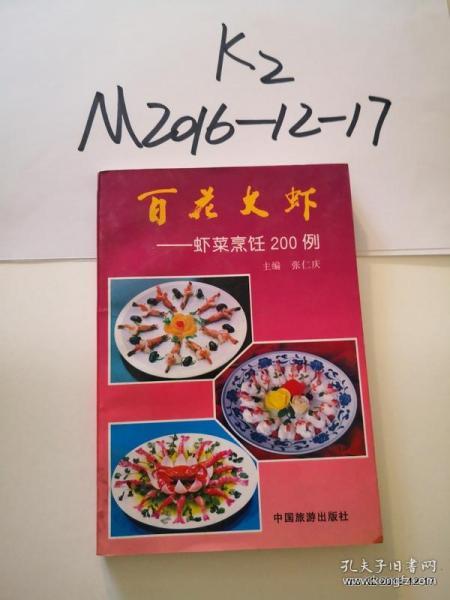 K2
M2016-12-17
百花大虾
——虾菜烹饪200例
主编 张仁庆
中国旅游出版社
孔夫子旧书网
www.kongfz.com